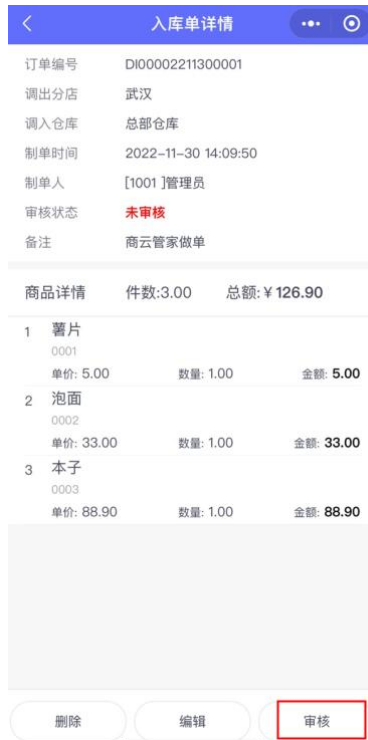 入库单详情
订单编号 DI00002211300001
调出分店 武汉
调入仓库 总部仓库
制单时间 2022-11-30 14:09:50
制单人 [1001 ]管理员
审核状态 未审核
备注 商云管家做单
商品详情 件数:3.00 总额:¥126.90
1 薯片
0001
单价: 5.00 数量: 1.00 金额: 5.00
2 泡面
0002
单价: 33.00 数量: 1.00 金额: 33.00
3 本子
0003
单价: 88.90 数量: 1.00 金额: 88.90
删除 编辑 审核